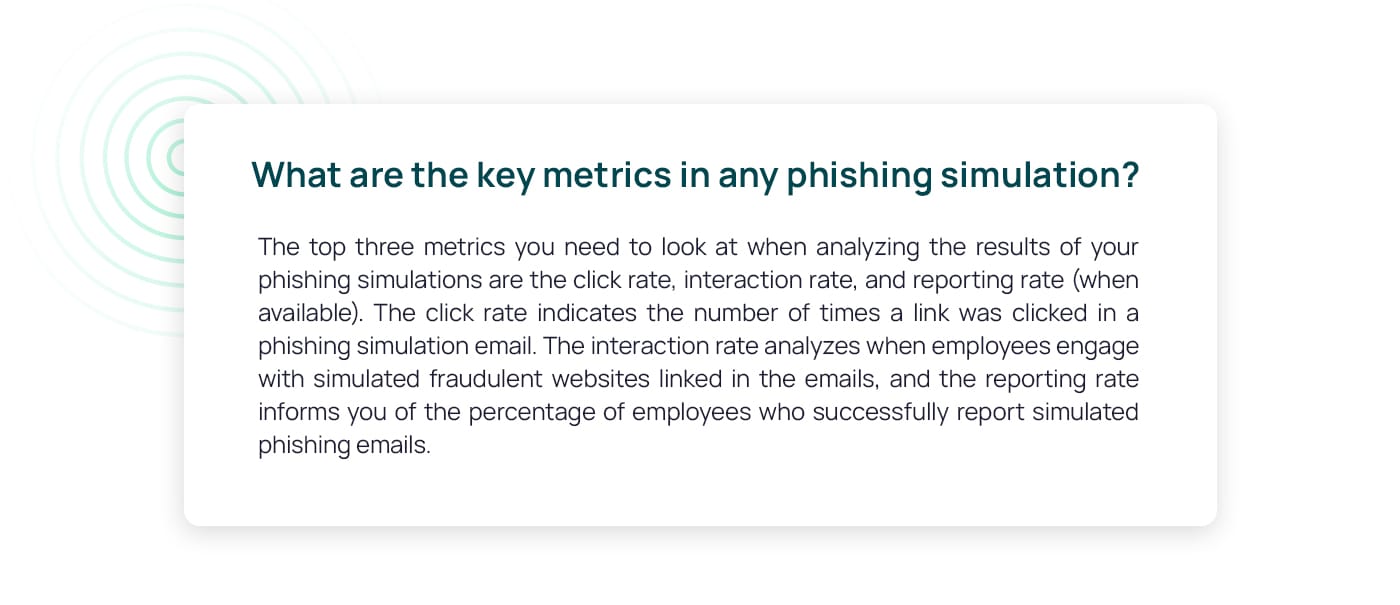 What are the key metrics in any phishing simulation?
The top three metrics you need to look at when analyzing the results of your
phishing simulations are the click rate, interaction rate, and reporting rate (when
available). The click rate indicates the number of times a link was clicked in a
phishing simulation email. The interaction rate analyzes when employees engage
with simulated fraudulent websites linked in the emails, and the reporting rate
informs you of the percentage of employees who successfully report simulated
phishing emails.